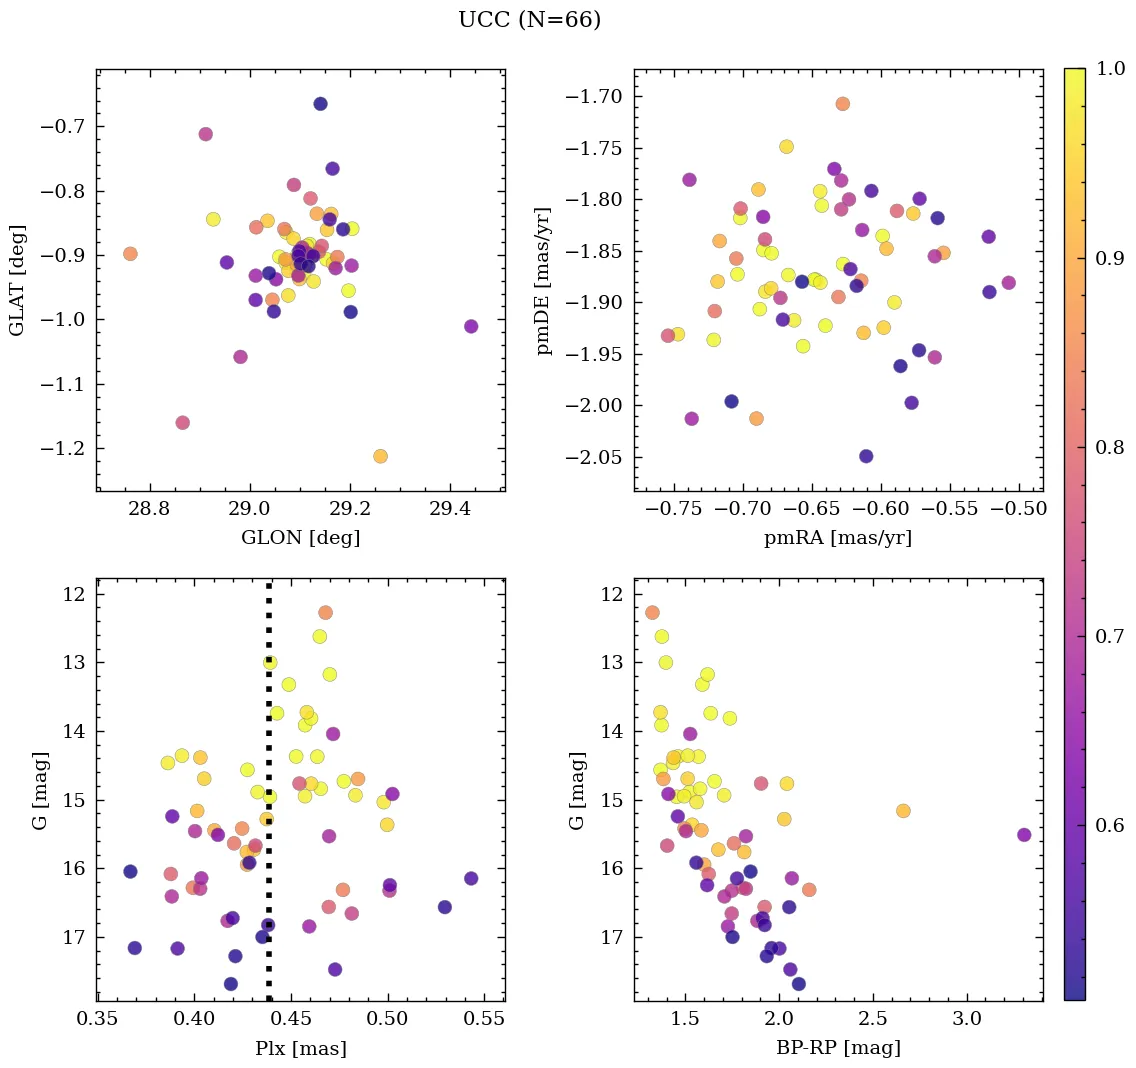 UCC (N=66)
−0.7
−0.8
−0.9
−1.0
−1.1
−1.2
GLAT [deg]
28.8 29.0 29.2 29.4
GLON [deg]
−1.70
−1.75
−1.80
−1.85
−1.90
−1.95
−2.00
−2.05
pmDE [mas/yr]
−0.75 −0.70 −0.65 −0.60 −0.55 −0.50
pmRA [mas/yr]
12
13
14
15
16
17
G [mag]
0.35 0.40 0.45 0.50 0.55
Plx [mas]
12
13
14
15
16
17
G [mag]
1.5 2.0 2.5 3.0
BP-RP [mag]
1.0
0.9
0.8
0.7
0.6